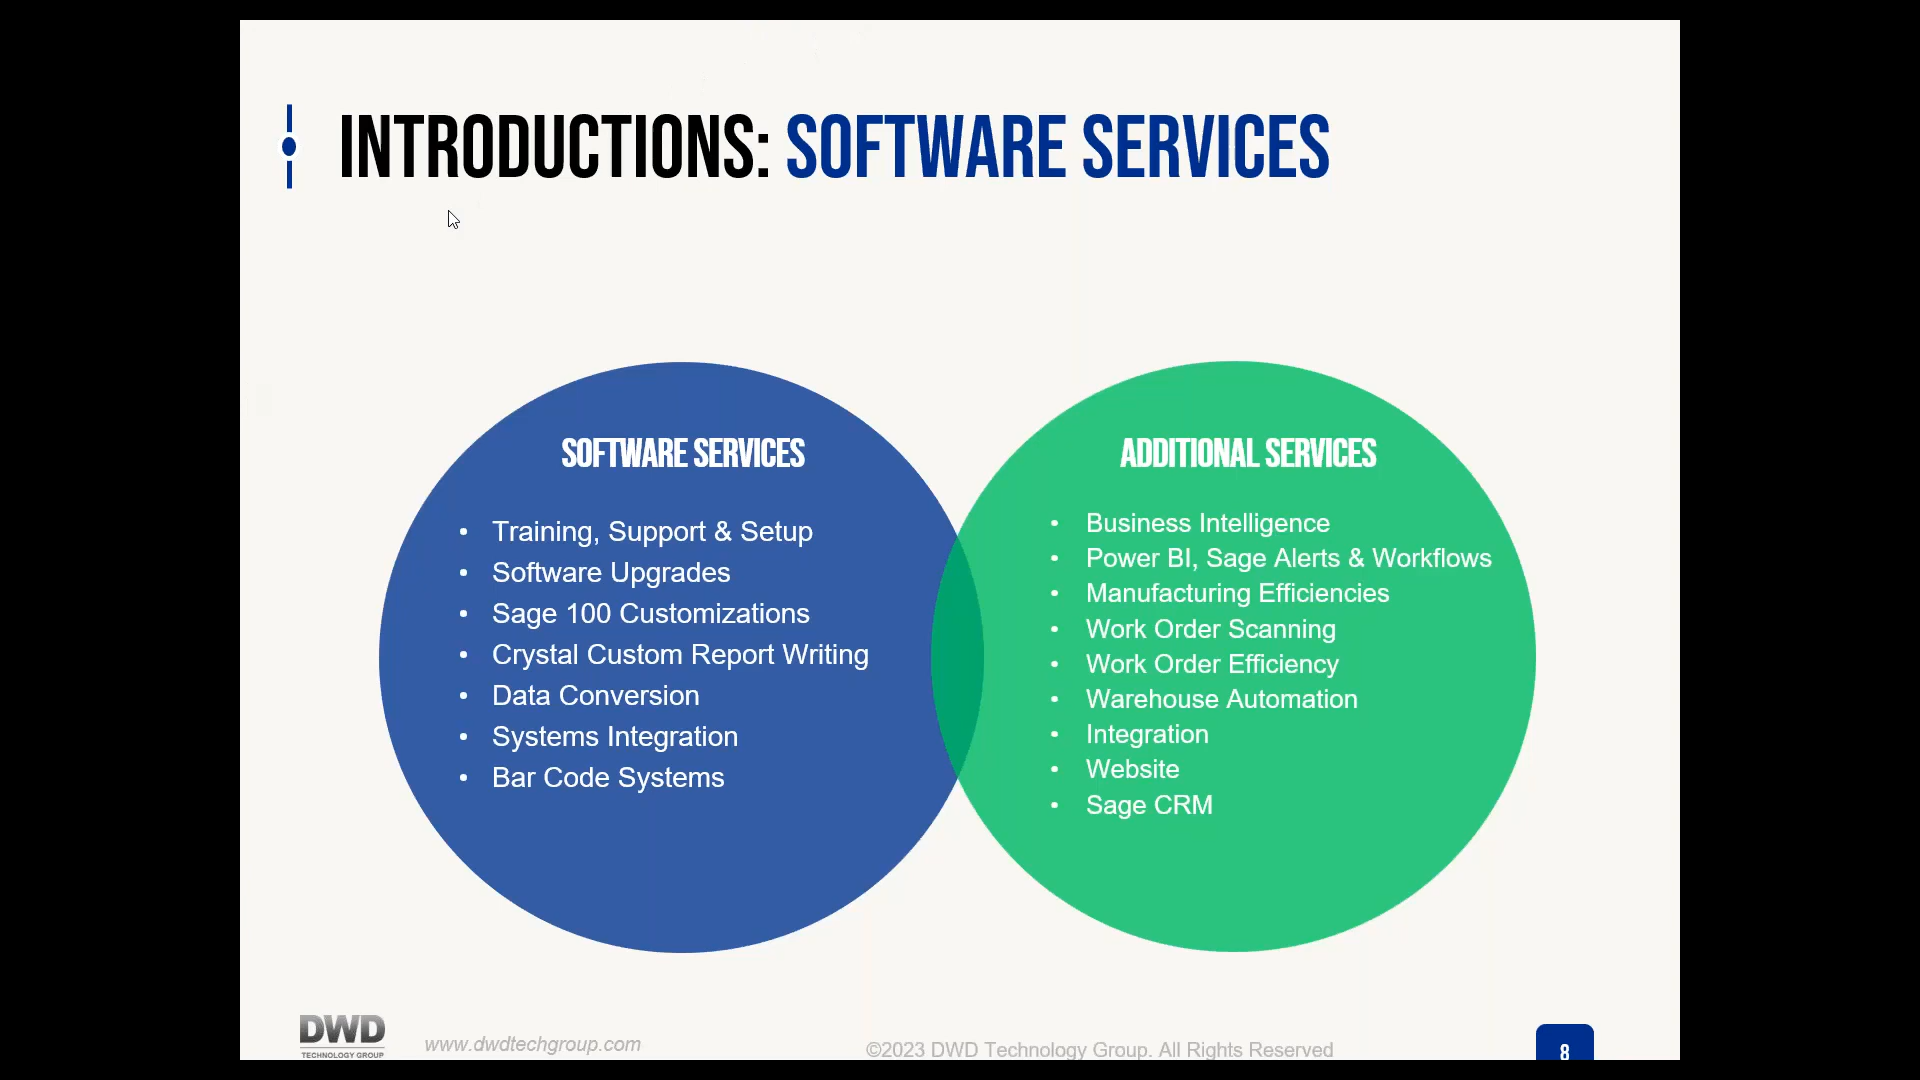 INTRODUCTIONS: SOFTWARE SERVICES
SOFTWARE SERVICES
• Training, Support & Setup
• Software Upgrades
• Sage 100 Customizations
• Crystal Custom Report Writing
• Data Conversion
• Systems Integration
• Bar Code Systems
ADDITIONAL SERVICES
• Business Intelligence
• Power BI, Sage Alerts & Workflows
• Manufacturing Efficiencies
• Work Order Scanning
• Work Order Efficiency
• Warehouse Automation
• Integration
• Website
• Sage CRM
DWD
TECHNOLOGY GROUP
www.dwdtechgroup.com
©2023 DWD Technology Group. All Rights Reserved
8